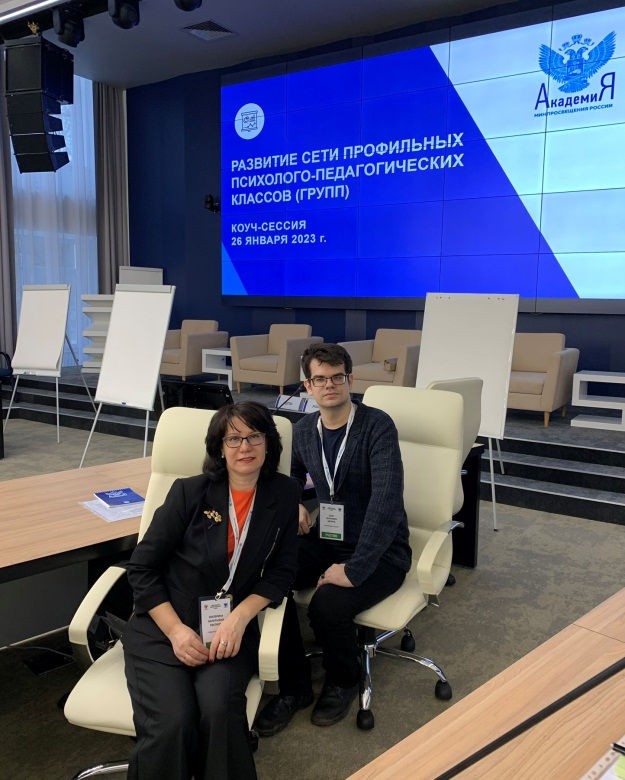 РАЗВИТИЕ СЕТИ ПРОФИЛЬНЫХ
ПСИХОЛОГО-ПЕДАГОГИЧЕСКИХ
КЛАССОВ (ГРУПП)
КОУЧ-СЕССИЯ
26 ЯНВАРЯ 2023 г.
АкадемиЯ
МИНПРОСВЕЩЕНИЯ РОССИИ